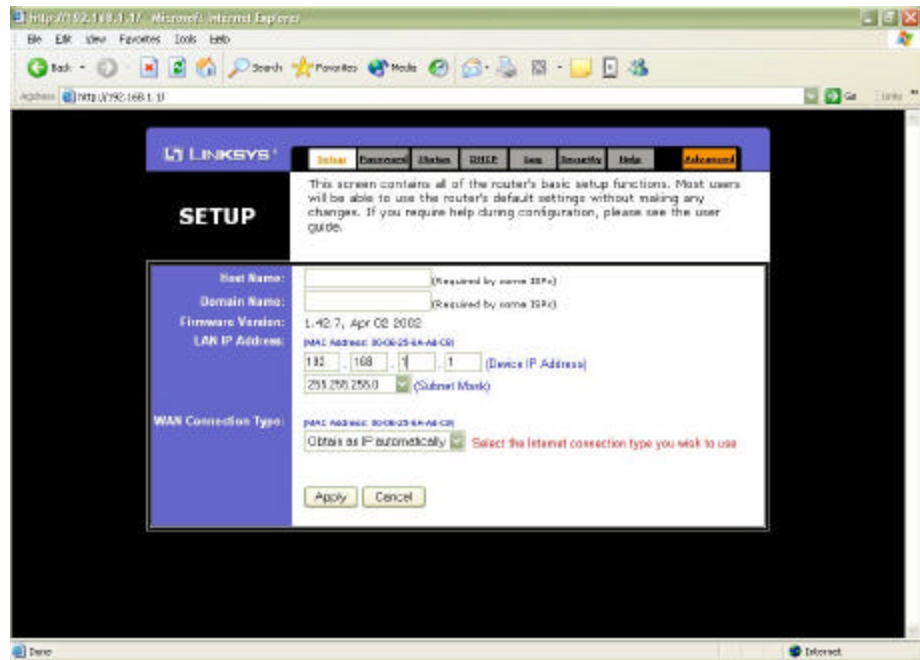 http://192.168.1.1/ Microsoft Internet Explorer
File Edit View Favorites Tools Help
Back Search Favorites Media
Address http://192.168.1.1/ Go Links
LINKSYS
Setup Password Status DHCP Log Security Help Advanced
SETUP
This screen contains all of the router's basic setup functions. Most users
will be able to use the router's default settings without making any
changes. If you require help during configuration, please see the user
guide.
Host Name: (Required by some ISPs)
Domain Name: (Required by some ISPs)
Firmware Version: 1.42.7, Apr 02 2002
LAN IP Address: (MAC Address:
192 . 168 . 1 . 1 (Device IP Address)
255.255.255.0 (Subnet Mask)
WAN Connection Type: (MAC Address:
Obtain as IP automatically Select the Internet connection type you wish to use
Apply Cancel
Done Internet